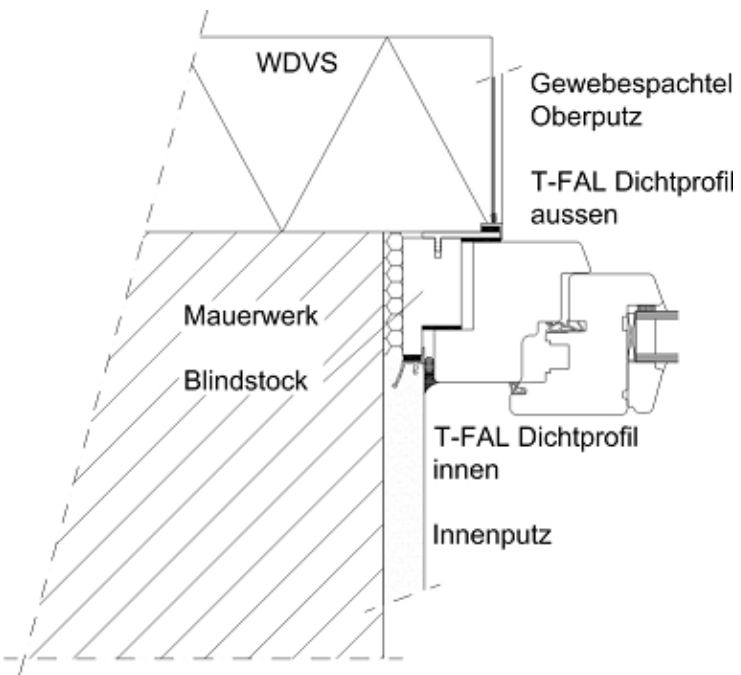 WDVS
Gewebespachtel
Oberputz
T-FAL Dichtprofil
aussen
Mauerwerk
Blindstock
T-FAL Dichtprofil
innen
Innenputz